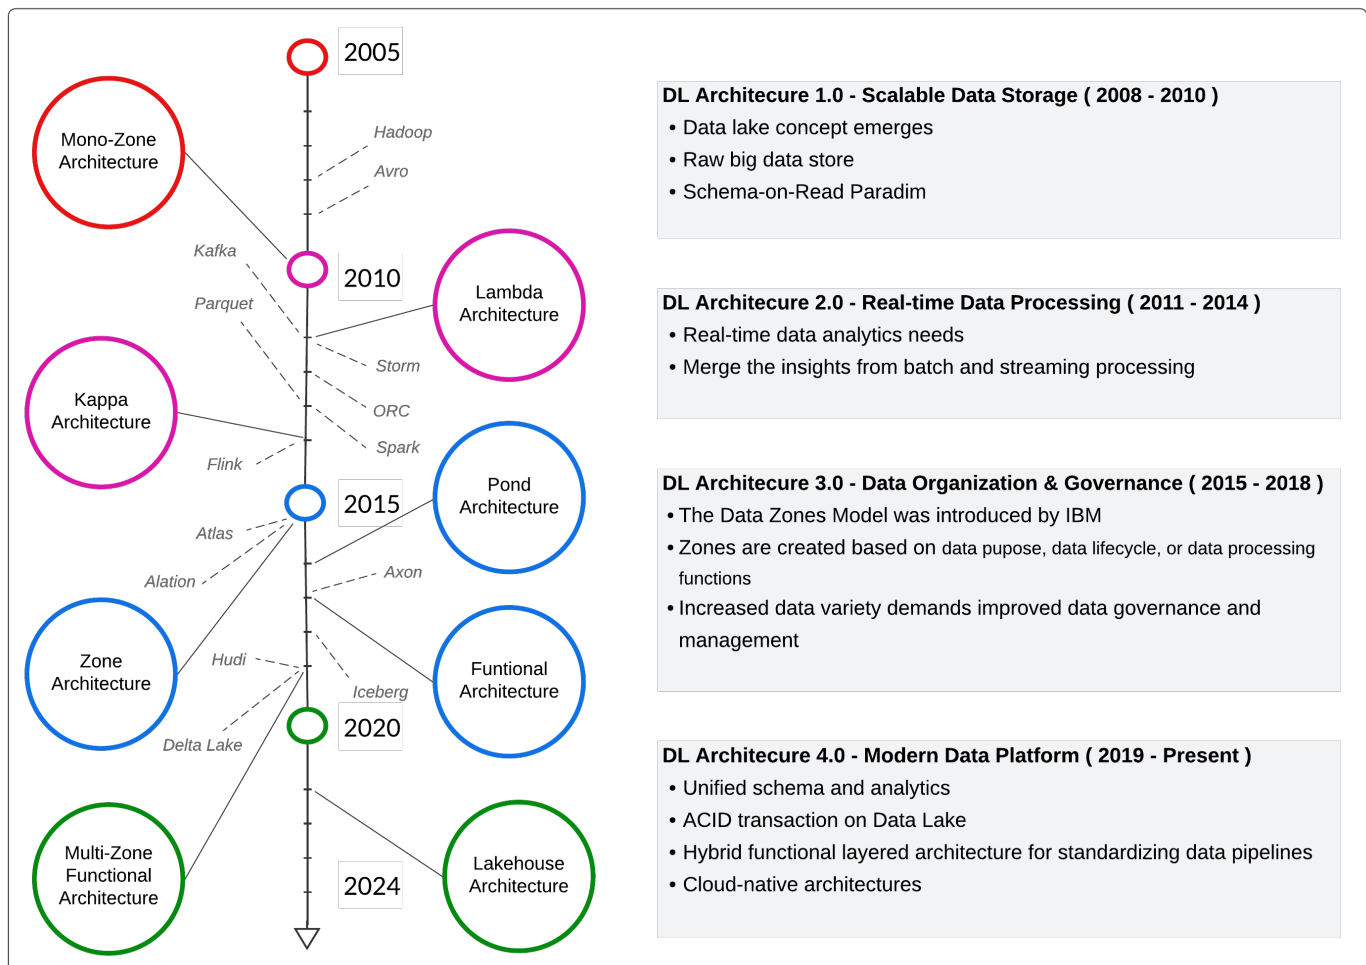 2005
Mono-Zone
Architecture
Hadoop
Avro
Kafka
2010
Parquet
Lambda
Architecture
Storm
Kappa
Architecture
ORC
Spark
Flink
2015
Pond
Architecture
Atlas
Alation
Axon
Zone
Architecture
Hudi
Iceberg
Funtional
Architecture
2020
Delta Lake
Multi-Zone
Functional
Architecture
2024
Lakehouse
Architecture
DL Architecure 1.0 - Scalable Data Storage ( 2008 - 2010 )
• Data lake concept emerges
• Raw big data store
• Schema-on-Read Paradim
DL Architecure 2.0 - Real-time Data Processing ( 2011 - 2014 )
• Real-time data analytics needs
• Merge the insights from batch and streaming processing
DL Architecure 3.0 - Data Organization & Governance ( 2015 - 2018 )
• The Data Zones Model was introduced by IBM
• Zones are created based on data pupose, data lifecycle, or data processing
functions
• Increased data variety demands improved data governance and
management
DL Architecure 4.0 - Modern Data Platform ( 2019 - Present )
• Unified schema and analytics
• ACID transaction on Data Lake
• Hybrid functional layered architecture for standardizing data pipelines
• Cloud-native architectures